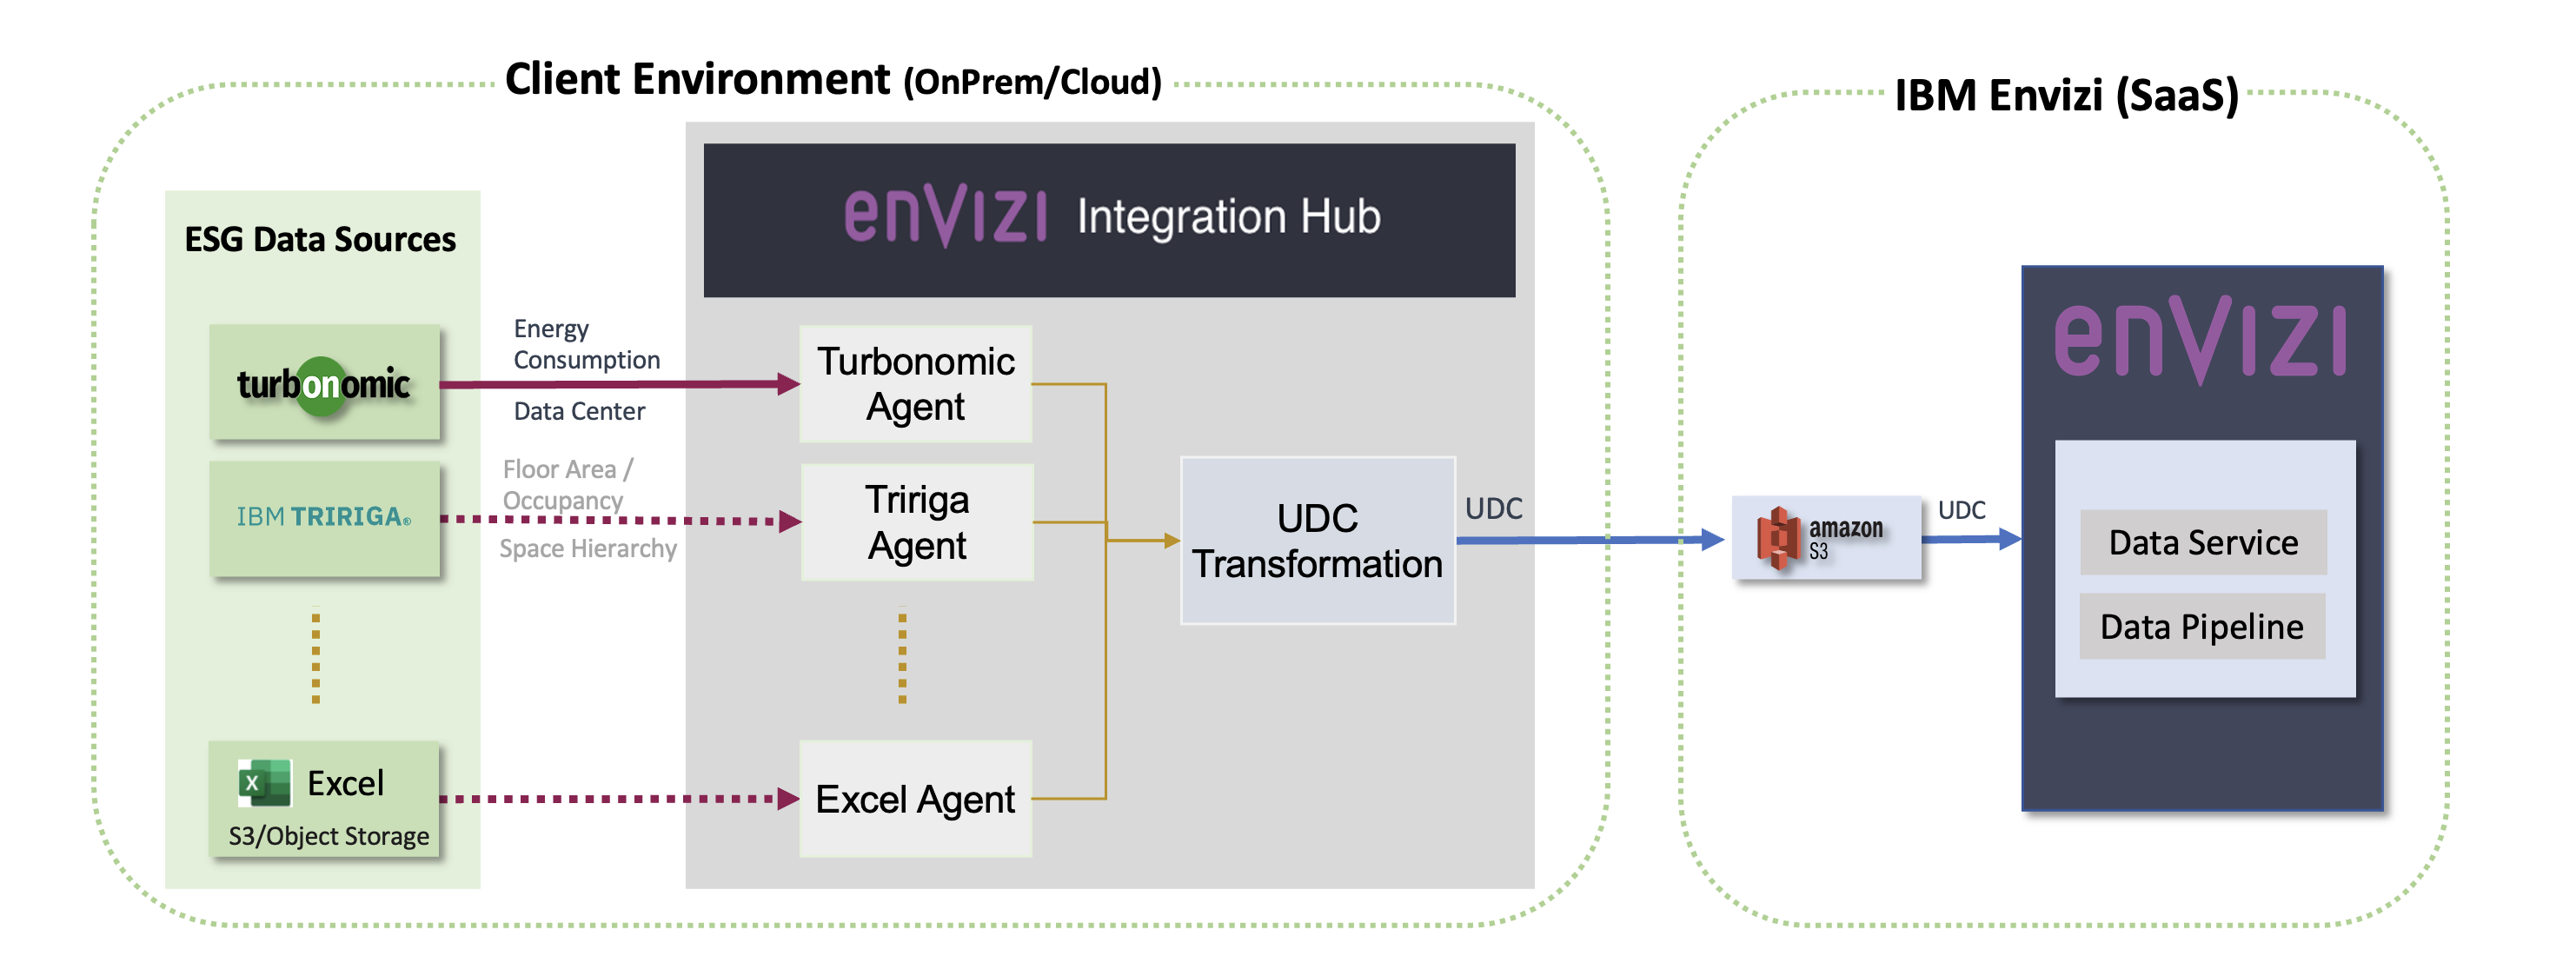 Client Environment (OnPrem/Cloud)
IBM Envizi (SaaS)
ESG Data Sources
envizi Integration Hub
turbonomic
Energy
Consumption
Data Center
Turbonomic
Agent
IBM TRIRIGA®
Floor Area /
Occupancy
Space Hierarchy
Tririga
Agent
X Excel
S3/Object Storage
Excel Agent
UDC
Transformation
UDC
amazon
S3
UDC
envizi
Data Service
Data Pipeline